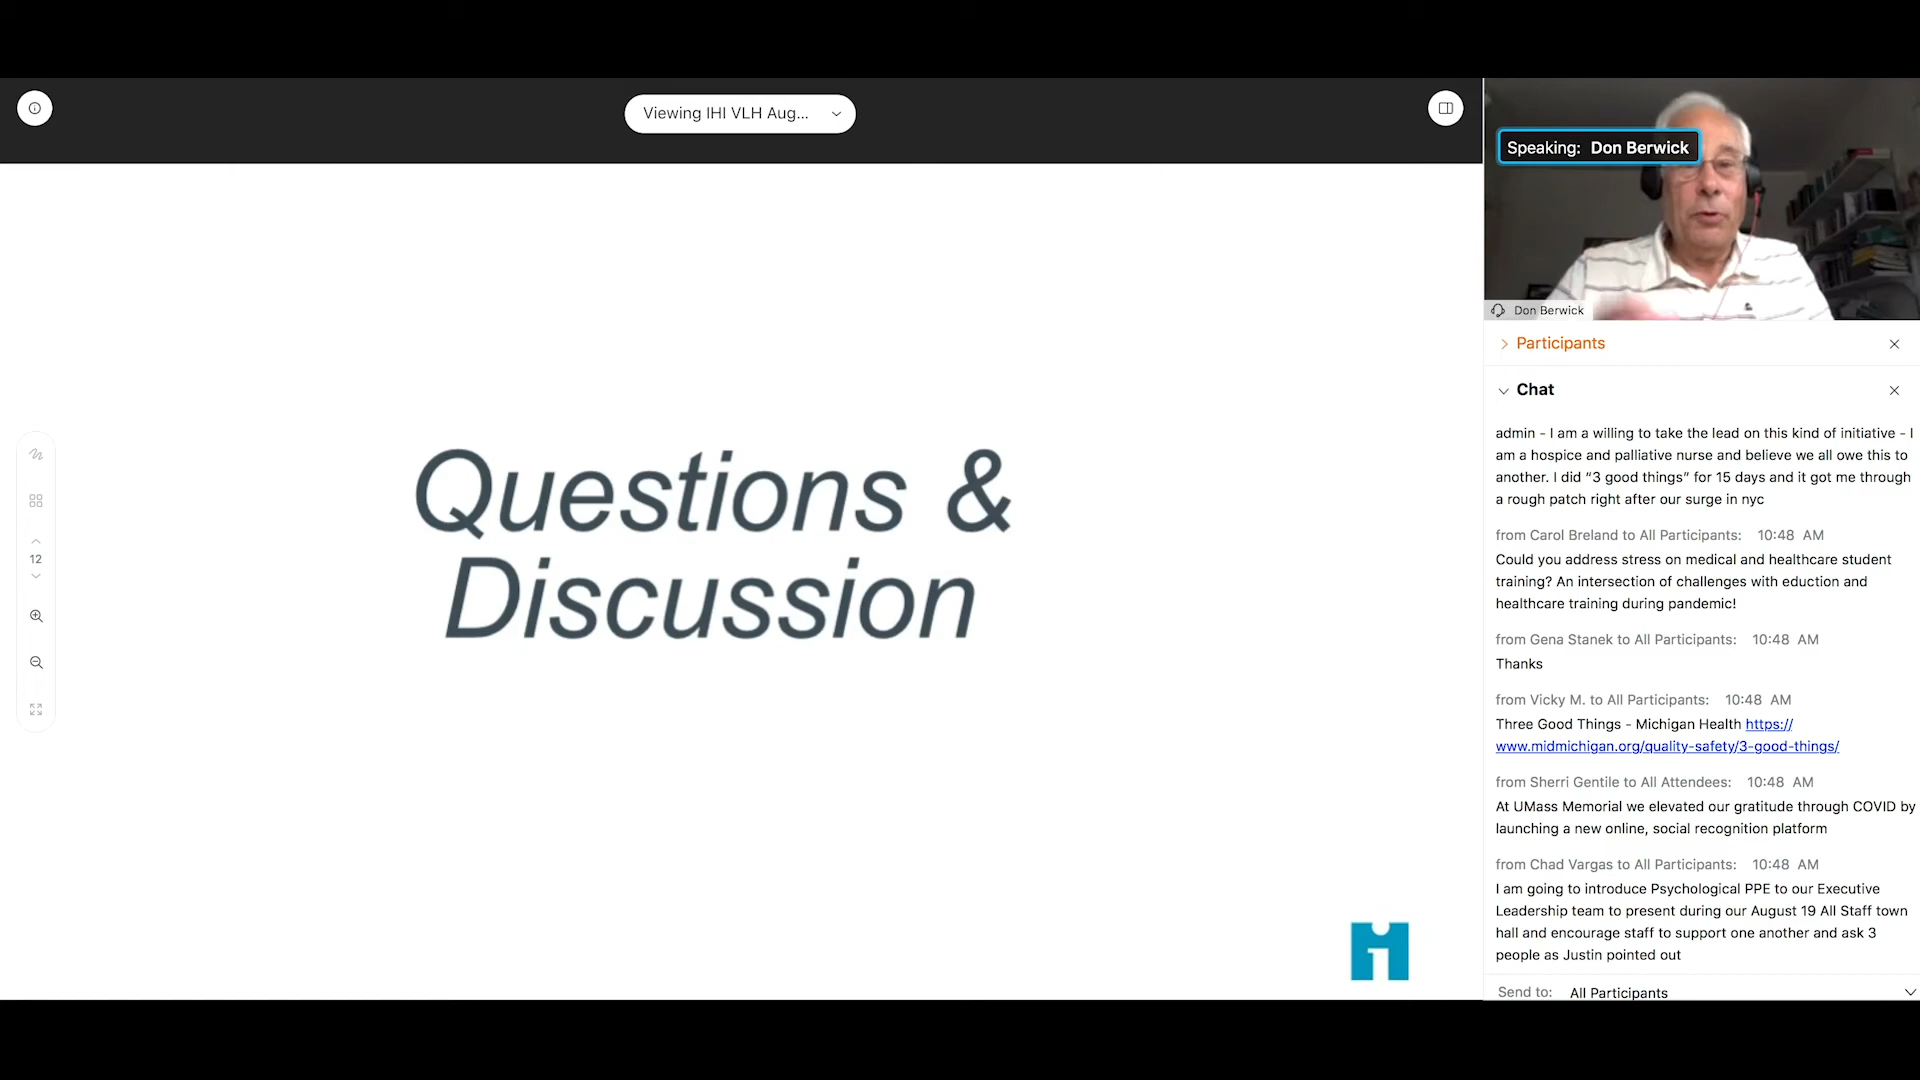 Viewing IHI VLH Aug...
Speaking: Don Berwick
Don Berwick
Participants
Chat
admin - I am a willing to take the lead on this kind of initiative - I
am a hospice and palliative nurse and believe we all owe this to
another. I did “3 good things” for 15 days and it got me through
a rough patch right after our surge in nyc
from Carol Breland to All Participants: 10:48 AM
Could you address stress on medical and healthcare student
training? An intersection of challenges with eduction and
healthcare training during pandemic!
from Gena Stanek to All Participants: 10:48 AM
Thanks
from Vicky M. to All Participants: 10:48 AM
Three Good Things - Michigan Health https://
www.midmichigan.org/quality-safety/3-good-things/
from Sherri Gentile to All Attendees: 10:48 AM
At UMass Memorial we elevated our gratitude through COVID by
launching a new online, social recognition platform
from Chad Vargas to All Participants: 10:48 AM
I am going to introduce Psychological PPE to our Executive
Leadership team to present during our August 19 All Staff town
hall and encourage staff to support one another and ask 3
people as Justin pointed out
Send to: All Participants
12
Questions &
Discussion